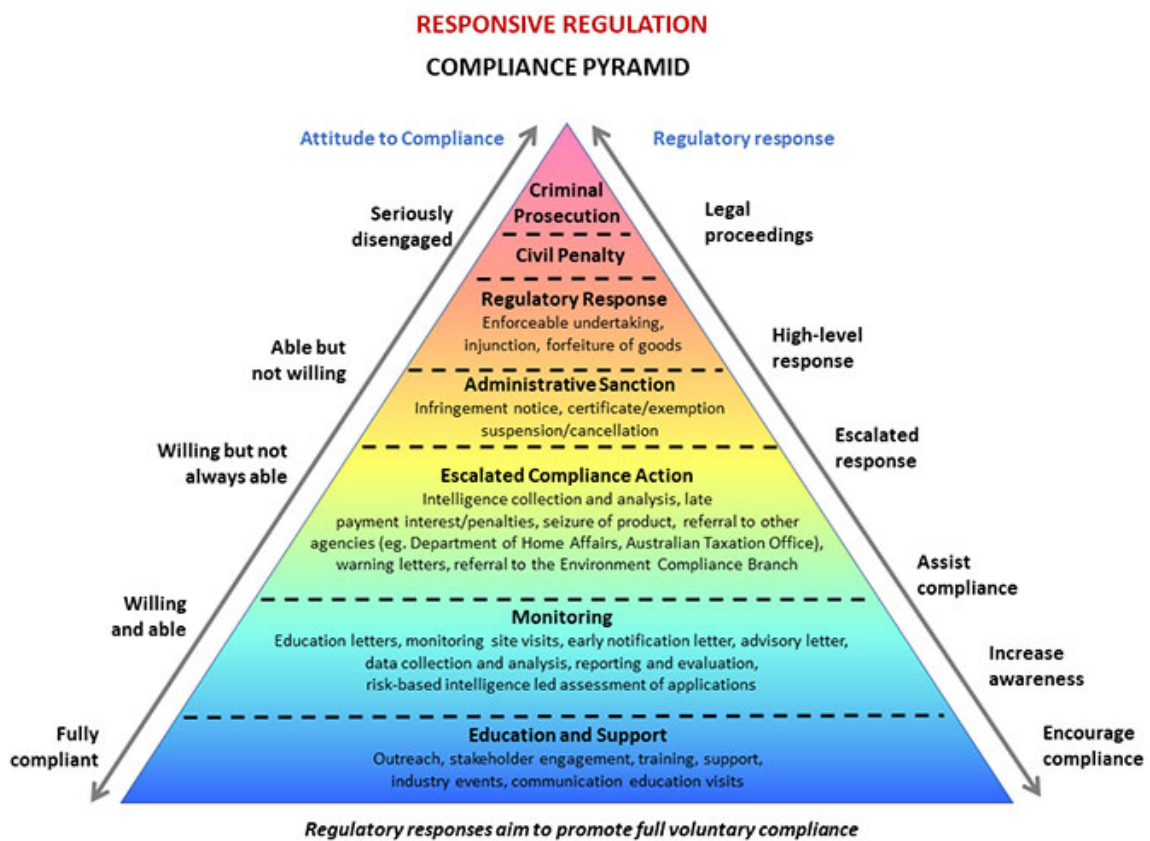 RESPONSIVE REGULATION
COMPLIANCE PYRAMID
Attitude to Compliance
Regulatory response
Criminal
Prosecution
Seriously
disengaged
Legal
proceedings
Civil Penalty
Regulatory Response
Enforceable undertaking,
injunction, forfeiture of goods
Able but
not willing
High-level
response
Administrative Sanction
Infringement notice, certificate/exemption
suspension/cancellation
Willing but not
always able
Escalated
response
Escalated Compliance Action
Intelligence collection and analysis, late
payment interest/penalties, seizure of product, referral to other
agencies (eg. Department of Home Affairs, Australian Taxation Office),
warning letters, referral to the Environment Compliance Branch
Assist
compliance
Willing
and able
Monitoring
Education letters, monitoring site visits, early notification letter, advisory letter,
data collection and analysis, reporting and evaluation,
risk-based intelligence led assessment of applications
Increase
awareness
Fully
compliant
Education and Support
Outreach, stakeholder engagement, training, support,
industry events, communication education visits
Encourage
compliance
Regulatory responses aim to promote full voluntary compliance